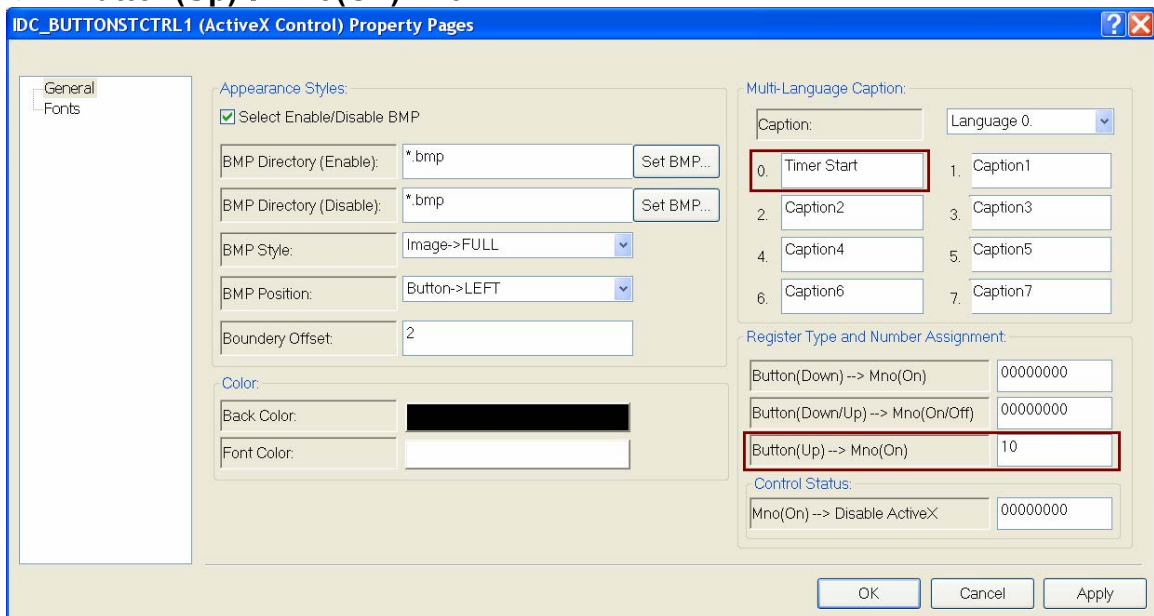 IDC_BUTTONSTCTRL1 (ActiveX Control) Property Pages
General
Fonts
Appearance Styles:
Select Enable/Disable BMP
BMP Directory (Enable): *.bmp Set BMP...
BMP Directory (Disable): *.bmp Set BMP...
BMP Style: Image->FULL
BMP Position: Button->LEFT
Boundery Offset: 2
Color:
Back Color:
Font Color:
Multi-Language Caption:
Caption: Language 0.
0. Timer Start 1. Caption1
2. Caption2 3. Caption3
4. Caption4 5. Caption5
6. Caption6 7. Caption7
Register Type and Number Assignment:
Button(Down) --> Mno(On) 00000000
Button(Down/Up) --> Mno(On/Off) 00000000
Button(Up) --> Mno(On) 10
Control Status:
Mno(On) --> Disable ActiveX 00000000
OK Cancel Apply